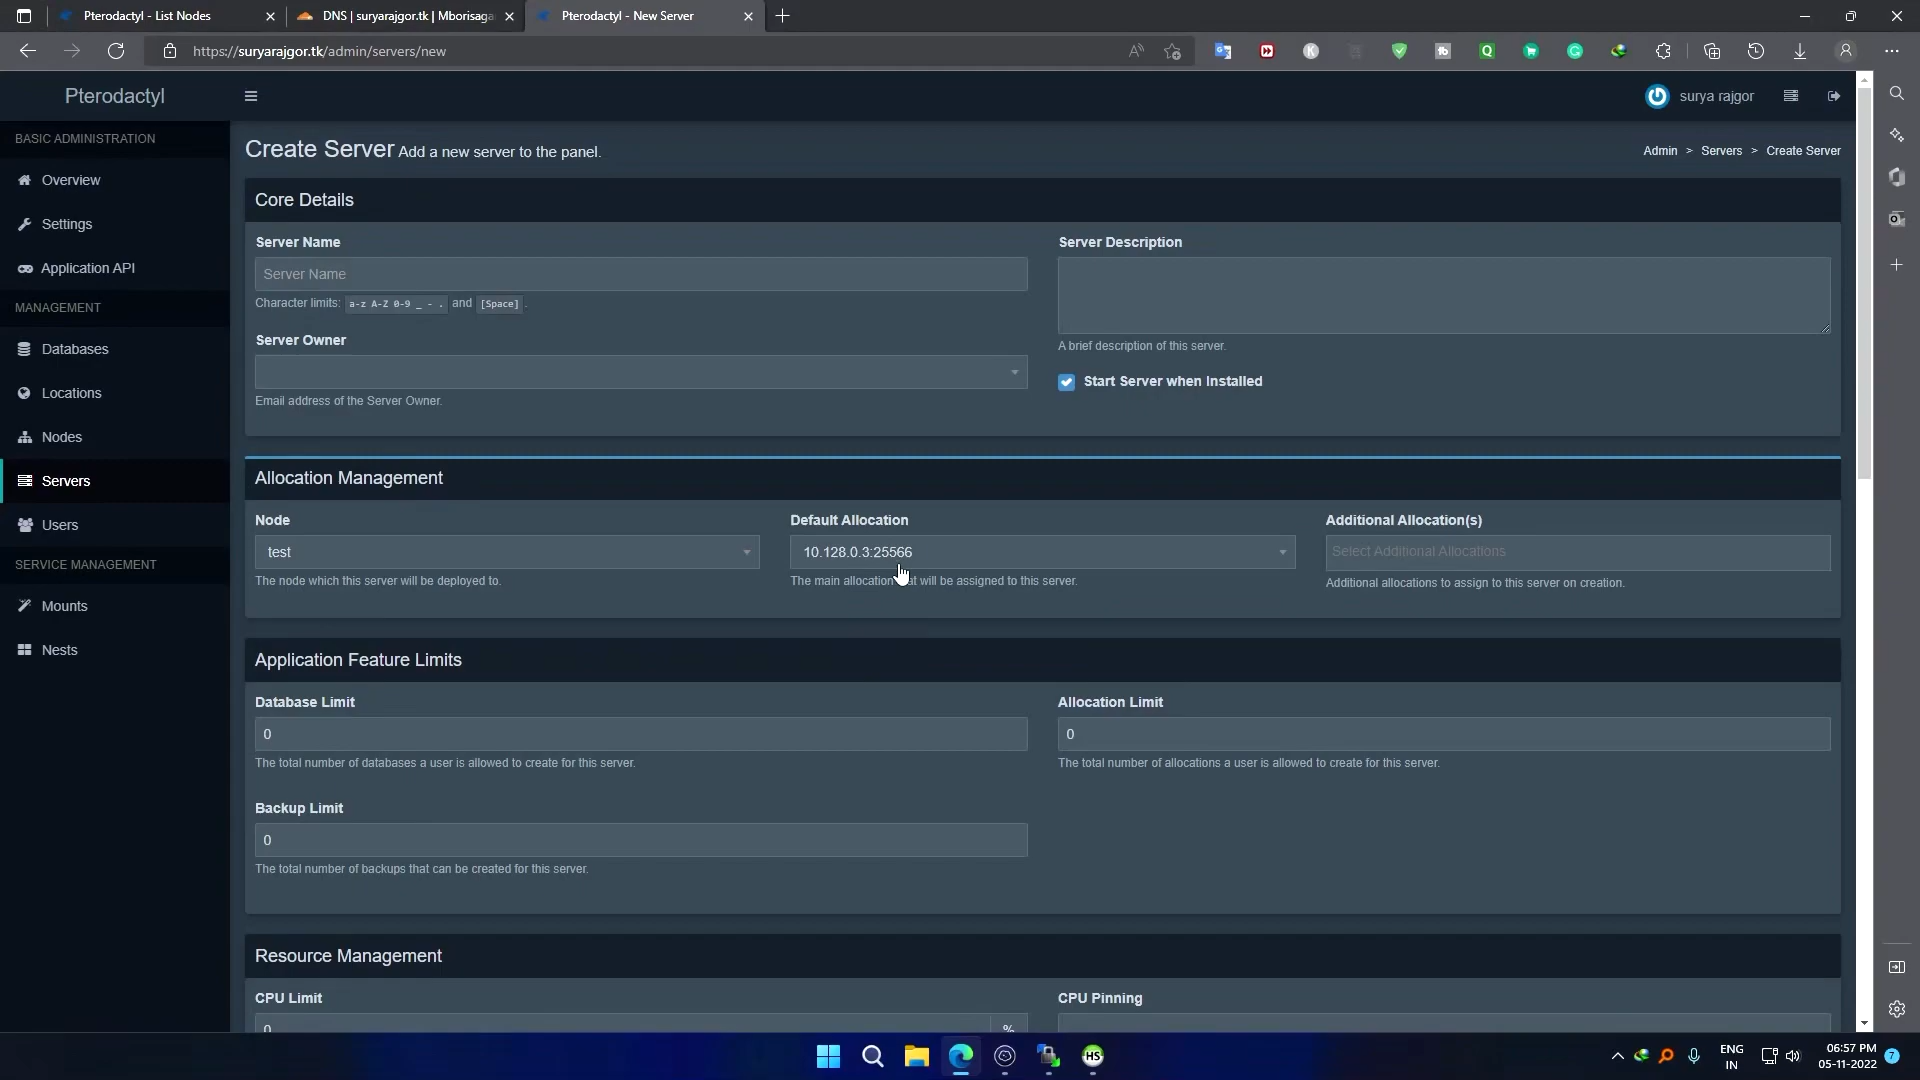 Pterodactyl - List Nodes
DNS | suryarajgor.tk | Mborisaga
Pterodactyl - New Server
https://suryarajgor.tk/admin/servers/new
Pterodactyl
surya rajgor
BASIC ADMINISTRATION
Overview
Settings
Application API
MANAGEMENT
Databases
Locations
Nodes
Servers
Users
SERVICE MANAGEMENT
Mounts
Nests
Create Server Add a new server to the panel.
Admin > Servers > Create Server
Core Details
Server Name
Server Name
Character limits: a-z A-Z 0-9 _ - . and [Space] .
Server Owner
Email address of the Server Owner.
Server Description
A brief description of this server.
Start Server when Installed
Allocation Management
Node
test
The node which this server will be deployed to.
Default Allocation
10.128.0.3:25566
The main allocation at will be assigned to this server.
Additional Allocation(s)
Select Additional Allocations
Additional allocations to assign to this server on creation.
Application Feature Limits
Database Limit
0
The total number of databases a user is allowed to create for this server.
Allocation Limit
0
The total number of allocations a user is allowed to create for this server.
Backup Limit
0
The total number of backups that can be created for this server.
Resource Management
CPU Limit
0 %
CPU Pinning
HS
ENG
IN
06:57 PM
05-11-2022
7